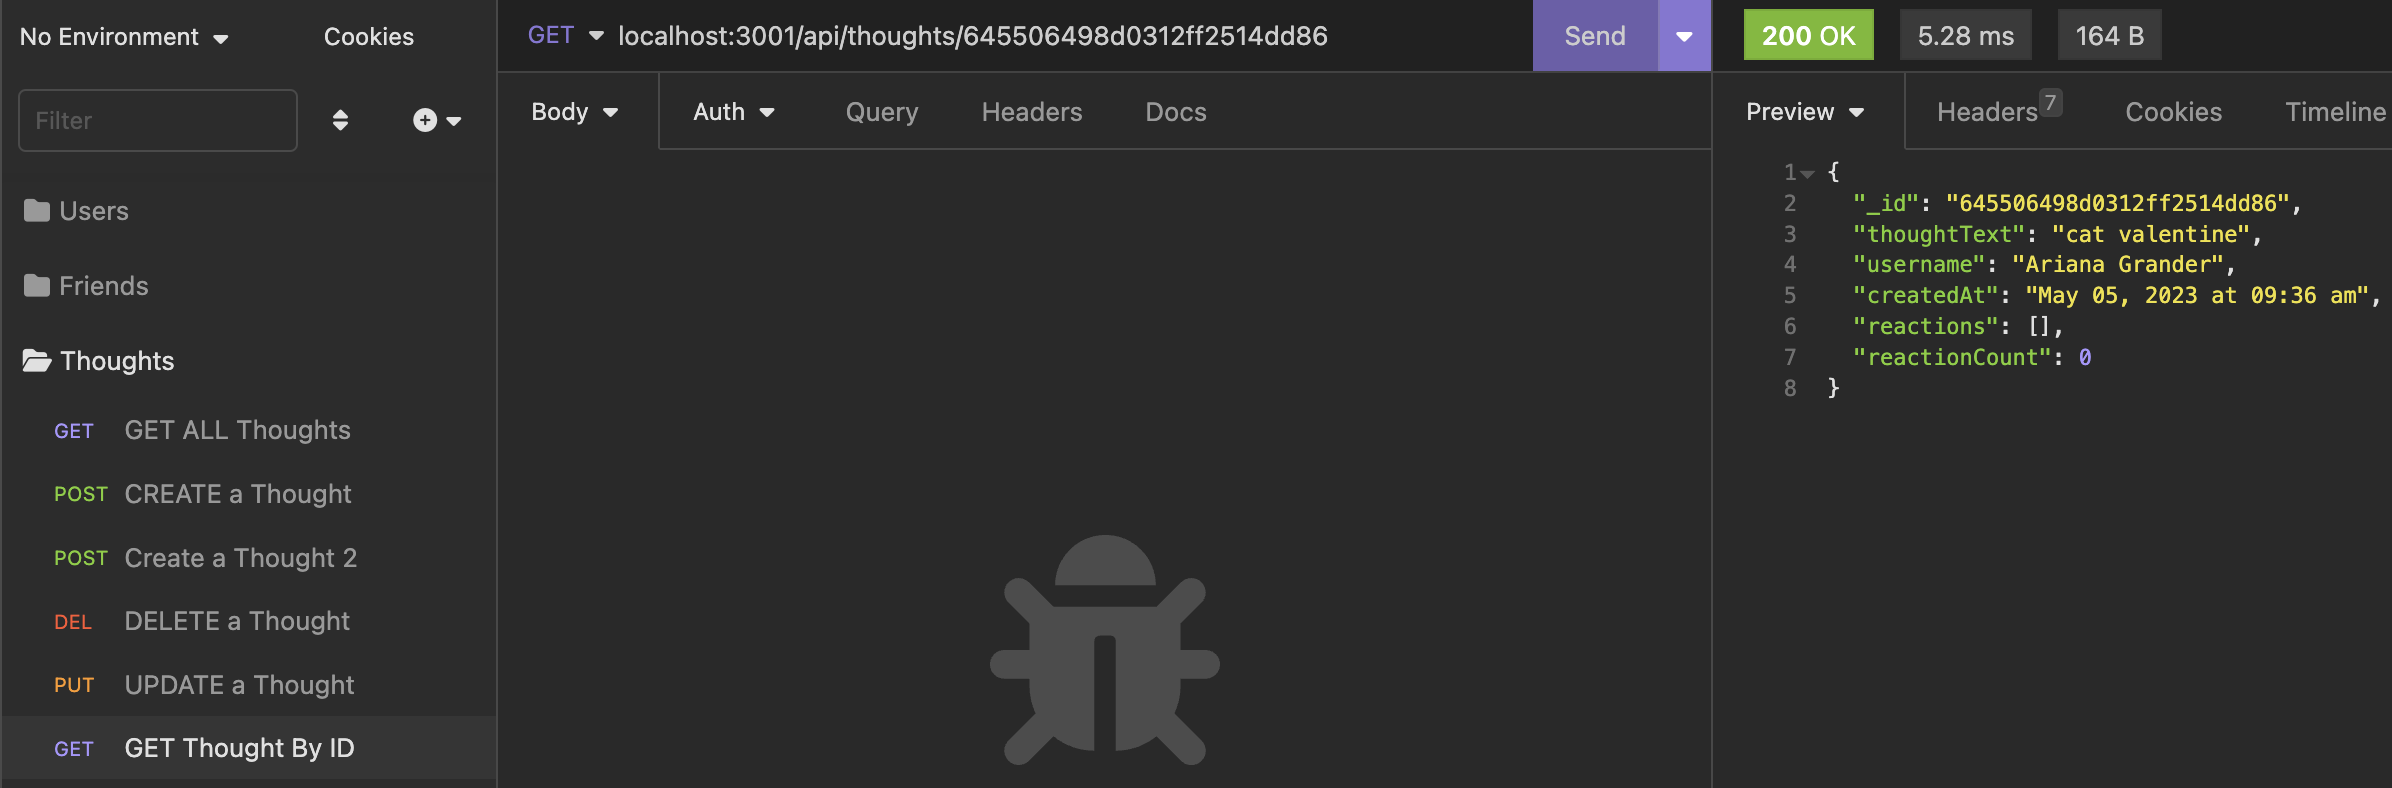 No Environment Cookies
Filter
Users
Friends
Thoughts
GET GET ALL Thoughts
POST CREATE a Thought
POST Create a Thought 2
DEL DELETE a Thought
PUT UPDATE a Thought
GET GET Thought By ID
GET localhost:3001/api/thoughts/645506498d0312ff2514dd86 Send
Body Auth Query Headers Docs
200 OK 5.28 ms 164 B
Preview Headers 7 Cookies Timeline
1 {
2 "_id": "645506498d0312ff2514dd86",
3 "thoughtText": "cat valentine",
4 "username": "Ariana Grander",
5 "createdAt": "May 05, 2023 at 09:36 am",
6 "reactions": [],
7 "reactionCount": 0
8 }